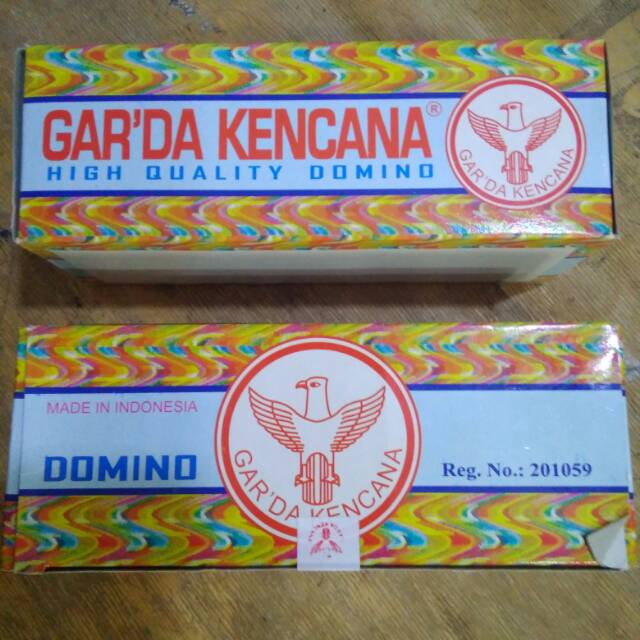 GAR'DA KENCANA®
HIGH QUALITY DOMINO
GAR'DA KENCANA
MADE IN INDONESIA
DOMINO
GAR'DA KENCANA
Reg. No.: 201059